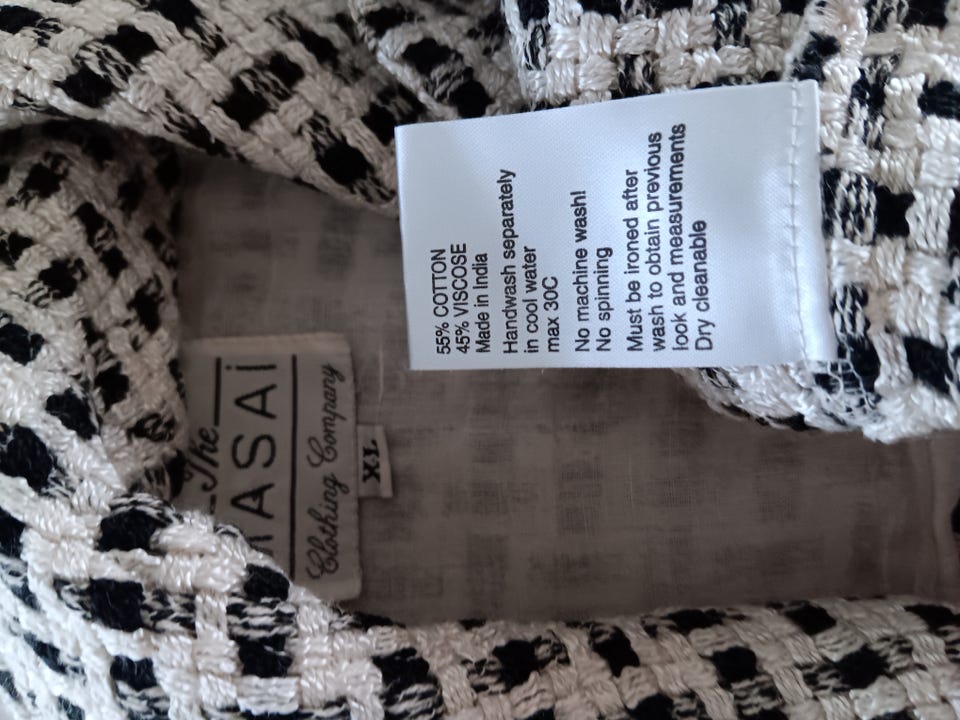 The
MASAI
Clothing Company
XL
55% COTTON
45% VISCOSE
Made in India
Handwash separately
in cool water
max 30C
No machine wash!
No spinning
Must be ironed after
wash to obtain previous
look and measurements
Dry cleanable